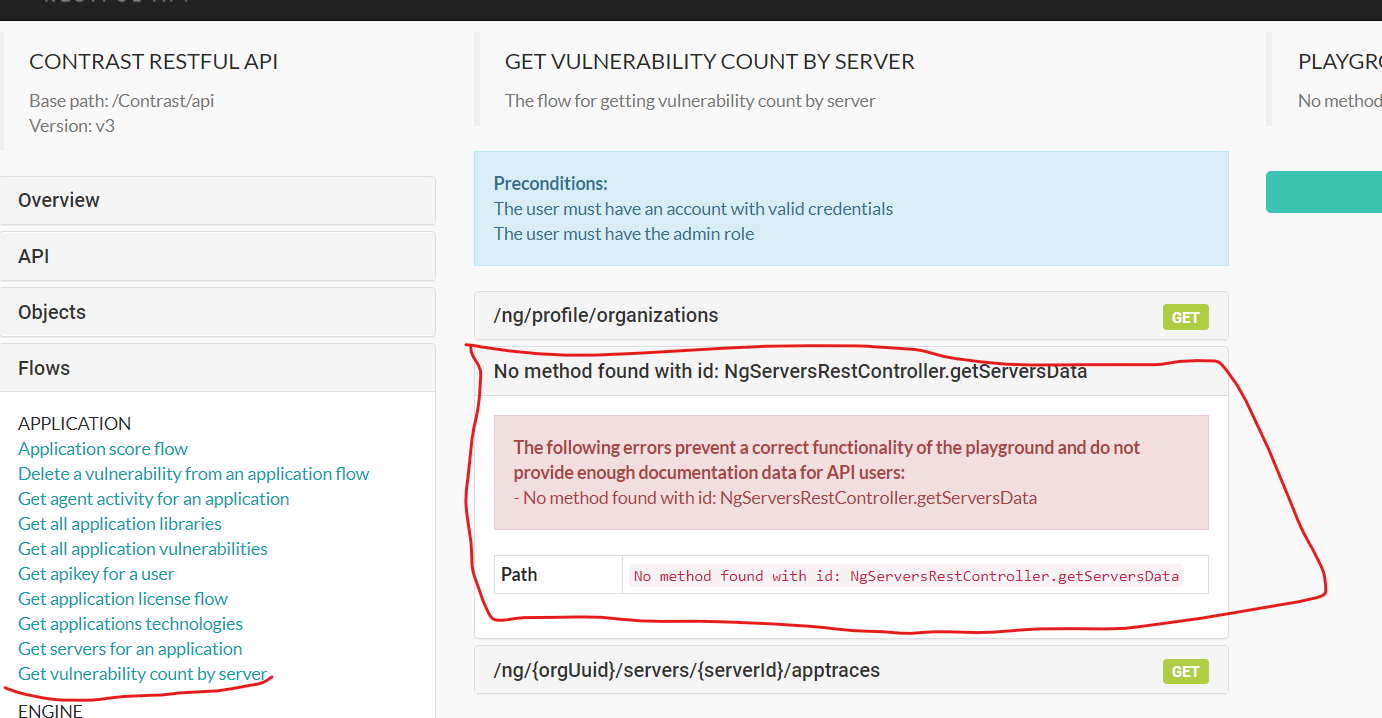 CONTRAST RESTFUL API
Base path: /Contrast/api
Version: v3
Overview
API
Objects
Flows
APPLICATION
Application score flow
Delete a vulnerability from an application flow
Get agent activity for an application
Get all application libraries
Get all application vulnerabilities
Get apikey for a user
Get application license flow
Get applications technologies
Get servers for an application
Get vulnerability count by server
ENGINE
GET VULNERABILITY COUNT BY SERVER
The flow for getting vulnerability count by server
Preconditions:
The user must have an account with valid credentials
The user must have the admin role
/ng/profile/organizations GET
No method found with id: NgServersRestController.getServersData
The following errors prevent a correct functionality of the playground and do not
provide enough documentation data for API users:
- No method found with id: NgServersRestController.getServersData
Path No method found with id: NgServersRestController.getServersData
/ng/{orgUuid}/servers/{serverId}/apptraces GET
PLAYGRO
No method